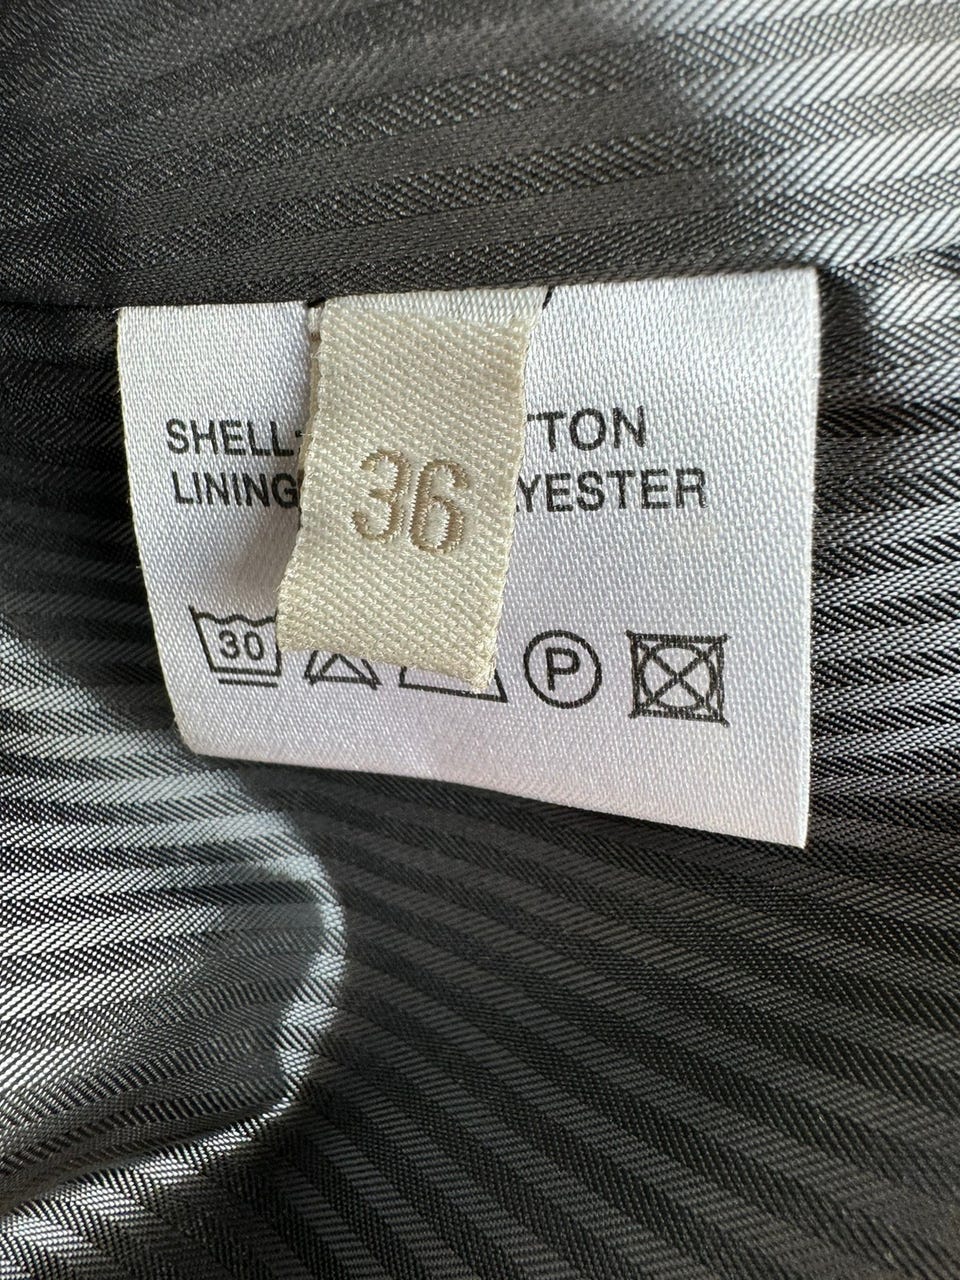 SHELL
TTON
LINING
YESTER
36
30
P